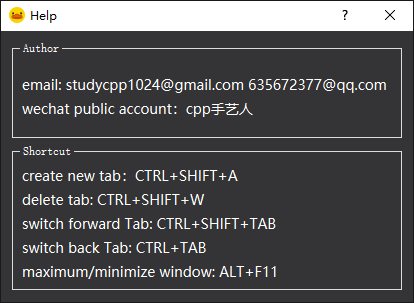 Help
Author
email: studycpp1024@gmail.com 635672377@qq.com
wechat public account：cpp手艺人
Shortcut
create new tab：CTRL+SHIFT+A
delete tab: CTRL+SHIFT+W
switch forward Tab: CTRL+SHIFT+TAB
switch back Tab: CTRL+TAB
maximum/minimize window: ALT+F11